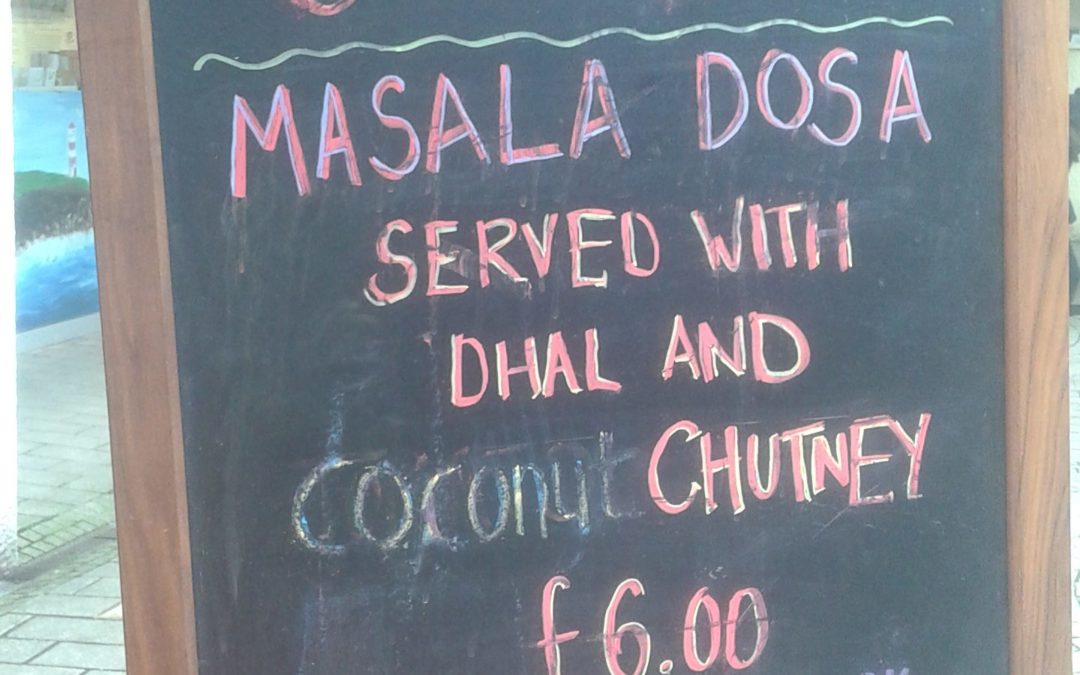 MASALA DOSA
SERVED WITH
DHAL AND
coconut CHUTNEY
£6.00